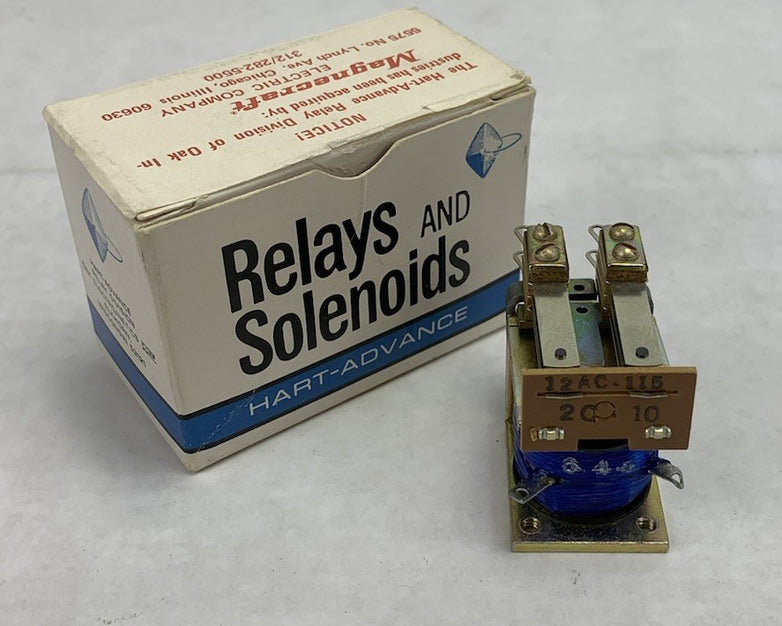 NOTICE!
The Hart-Advance Relay Division of Oak In-
dustries has been acquired by:
Magnecraft®
ELECTRIC COMPANY
5575 No. Lynch Ave. Chicago, Illinois 60630
312/282-5500
Relays AND
Solenoids
HART-ADVANCE
12AC-115
2C 10